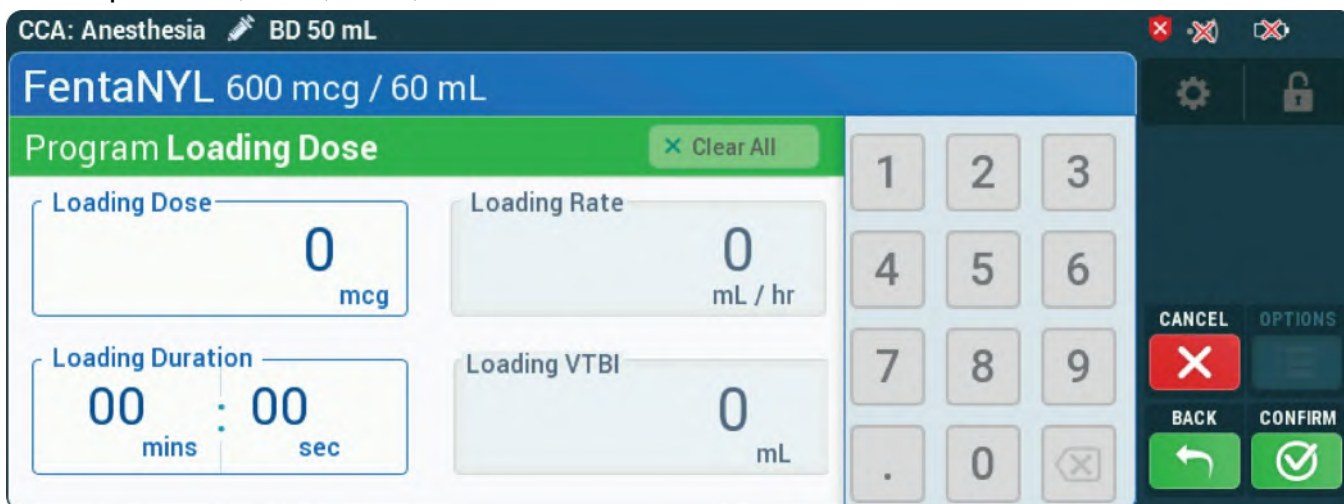 CCA: Anesthesia BD 50 mL
FentaNYL 600 mcg / 60 mL
Program Loading Dose
× Clear All
Loading Dose
0
mcg
Loading Rate
0
mL / hr
Loading Duration
00 : 00
mins sec
Loading VTBI
0
mL
1 2 3
4 5 6
7 8 9
. 0
CANCEL OPTIONS
BACK CONFIRM